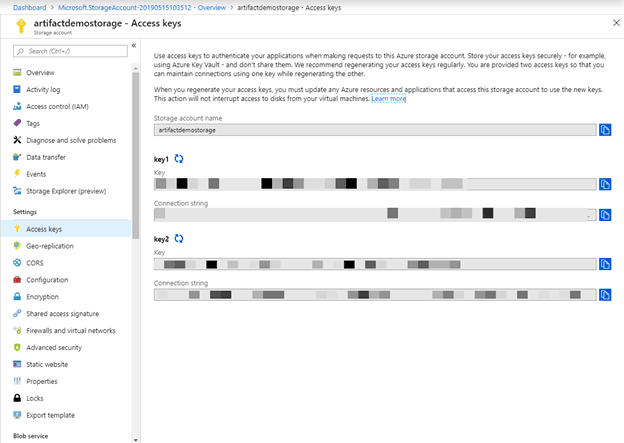 Dashboard > Microsoft.StorageAccount-20190515103512 - Overview > artifactdemostorage - Access keys
artifactdemostorage - Access keys
Storage account
Search (Ctrl+/)
Overview
Activity log
Access control (IAM)
Tags
Diagnose and solve problems
Data transfer
Events
Storage Explorer (preview)
Settings
Access keys
Geo-replication
CORS
Configuration
Encryption
Shared access signature
Firewalls and virtual networks
Advanced security
Static website
Properties
Locks
Export template
Blob service
Use access keys to authenticate your applications when making requests to this Azure storage account. Store your access keys securely - for example,
using Azure Key Vault - and don't share them. We recommend regenerating your access keys regularly. You are provided two access keys so that you
can maintain connections using one key while regenerating the other.
When you regenerate your access keys, you must update any Azure resources and applications that access this storage account to use the new keys.
This action will not interrupt access to disks from your virtual machines. Learn more
Storage account name
artifactdemostorage
key1
Key
Connection string
key2
Key
Connection string